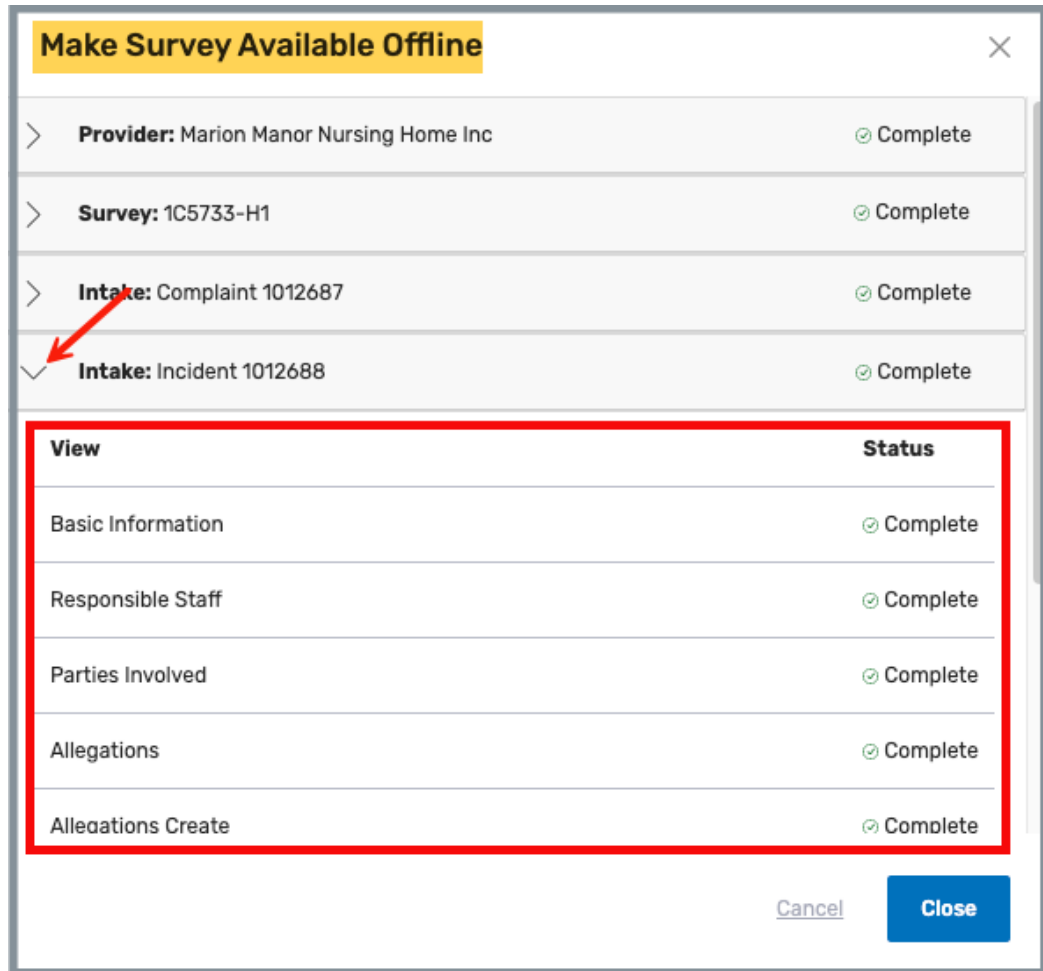 Make Survey Available Offline
Provider: Marion Manor Nursing Home Inc Complete
Survey: 1C5733-H1 Complete
Intake: Complaint 1012687 Complete
Intake: Incident 1012688 Complete
View Status
Basic Information Complete
Responsible Staff Complete
Parties Involved Complete
Allegations Complete
Allegations Create Complete
Cancel Close